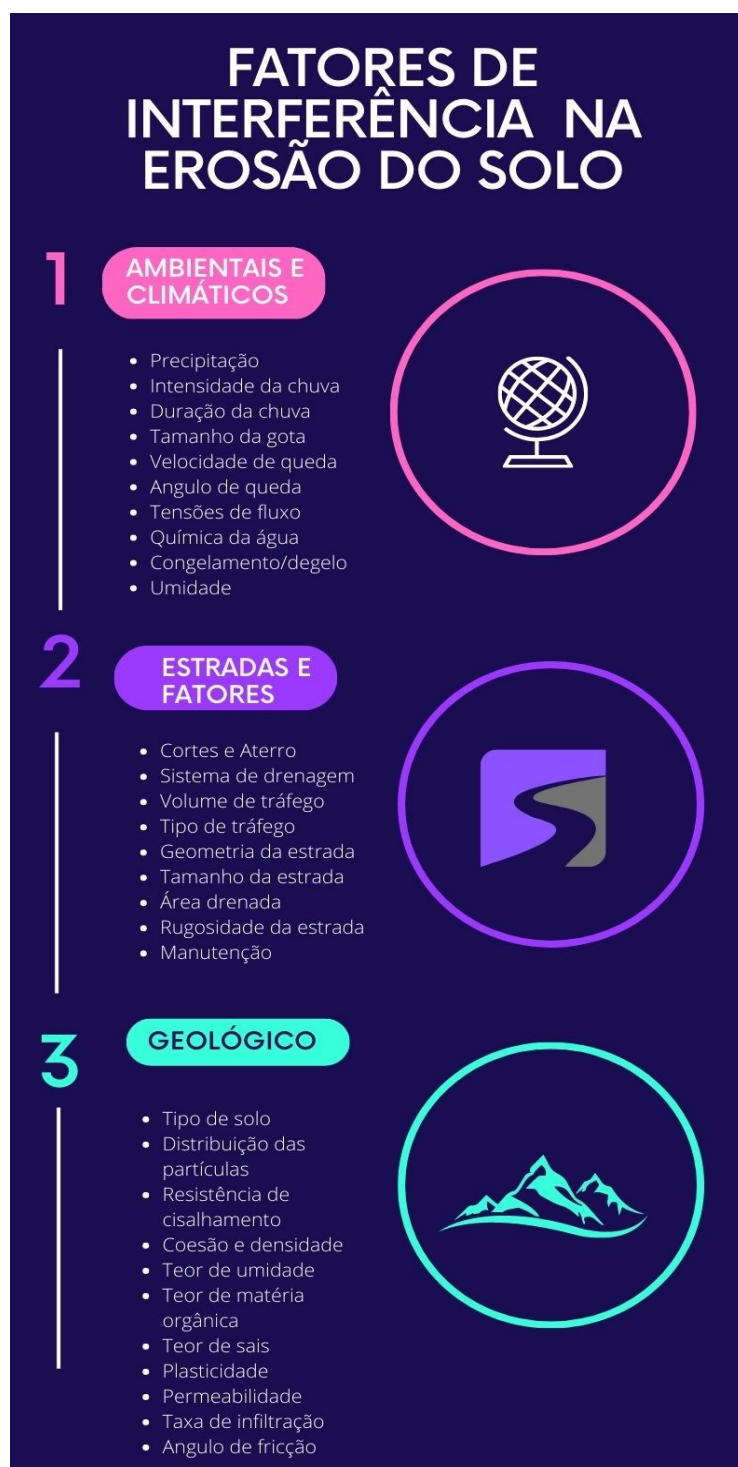 FATORES DE
INTERFERÊNCIA NA
EROSÃO DO SOLO
1
AMBIENTAIS E
CLIMÁTICOS
• Precipitação
• Intensidade da chuva
• Duração da chuva
• Tamanho da gota
• Velocidade de queda
• Angulo de queda
• Tensões de fluxo
• Química da água
• Congelamento/degelo
• Umidade
2
ESTRADAS E
FATORES
• Cortes e Aterro
• Sistema de drenagem
• Volume de tráfego
• Tipo de tráfego
• Geometria da estrada
• Tamanho da estrada
• Área drenada
• Rugosidade da estrada
• Manutenção
3
GEOLÓGICO
• Tipo de solo
• Distribuição das
partículas
• Resistência de
cisalhamento
• Coesão e densidade
• Teor de umidade
• Teor de matéria
orgânica
• Teor de sais
• Plasticidade
• Permeabilidade
• Taxa de infiltração
• Angulo de fricção